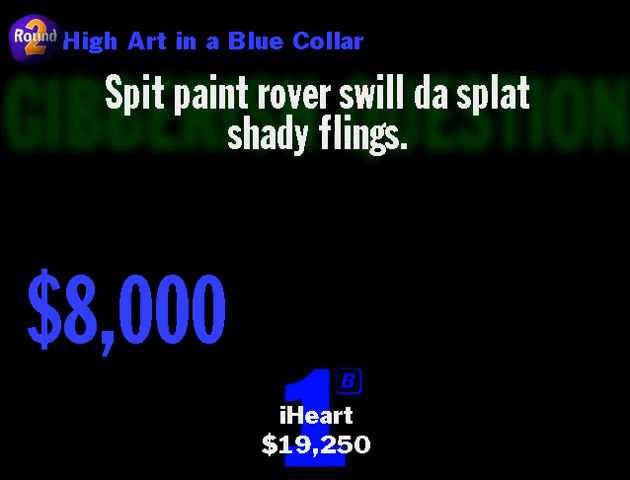 Round 2
High Art in a Blue Collar
Spit paint rover swill da splat
shady flings.
$8,000
1 B
iHeart
$19,250